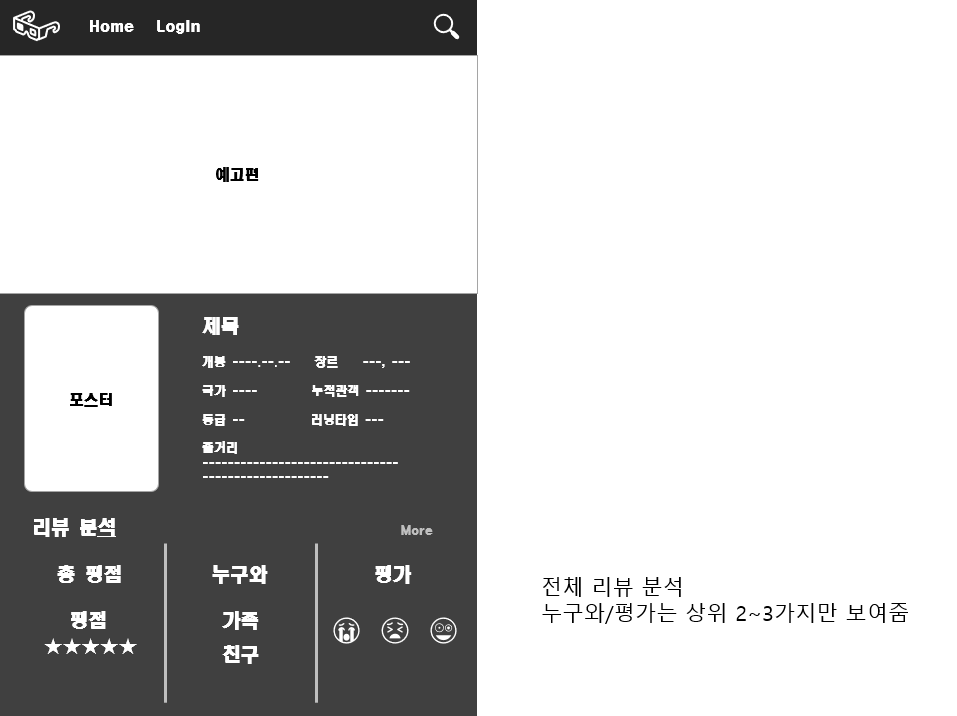 Home Login
예고편
포스터
제목
개봉 ----.--.-- 장르 ---, ---
국가 ---- 누적관객 -------
등급 -- 러닝타임 ---
줄거리
---------------------------------
---------------------
리뷰 분석 More
총 평점 누구와 평가
평점 가족
★★★★★ 친구
전체 리뷰 분석
누구와/평가는 상위 2~3가지만 보여줌